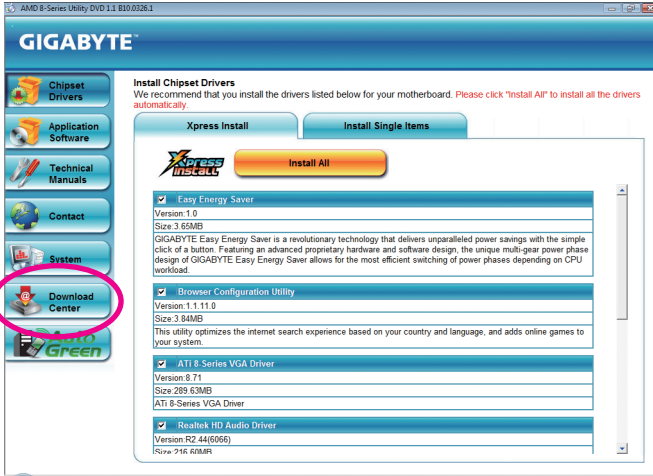 AMD 8-Series Utility DVD 1.1 B10.0326.1
GIGABYTE™
Chipset
Drivers
Application
Software
Technical
Manuals
Contact
System
Download
Center
Auto
Green
Install Chipset Drivers
We recommend that you install the drivers listed below for your motherboard. Please click "Install All" to install all the drivers
automatically.
Xpress Install
Install Single Items
Xpress
Install
Install All
Easy Energy Saver
Version:1.0
Size:3.65MB
GIGABYTE Easy Energy Saver is a revolutionary technology that delivers unparalleled power savings with the simple
click of a button. Featuring an advanced proprietary hardware and software design, the unique multi-gear power phase
design of GIGABYTE Easy Energy Saver allows for the most efficient switching of power phases depending on CPU
workload.
Browser Configuration Utility
Version:1.1.11.0
Size:3.84MB
This utility optimizes the internet search experience based on your country and language, and adds online games to
your system.
ATi 8-Series VGA Driver
Version:8.71
Size:289.63MB
ATi 8-Series VGA Driver
Realtek HD Audio Driver
Version:R2.44(6066)
Size:216.60MB